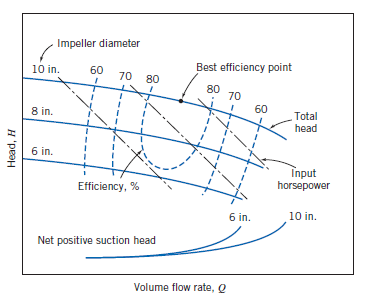 Impeller diameter
10 in.
60
70
80
Best efficiency point
80
70
60
8 in.
Total
head
6 in.
Head, H
Efficiency, %
Input
horsepower
6 in.
10 in.
Net positive suction head
Volume flow rate, Q